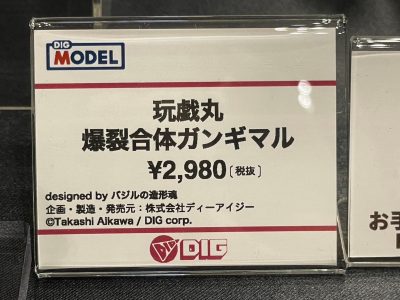 DIG
MODEL
玩戯丸
爆裂合体ガンギマル
¥2,980［税抜］
designed by バジルの造形魂
企画・製造・発売元：株式会社ディーアイジー
©Takashi Aikawa / DIG corp.
DIG
お手